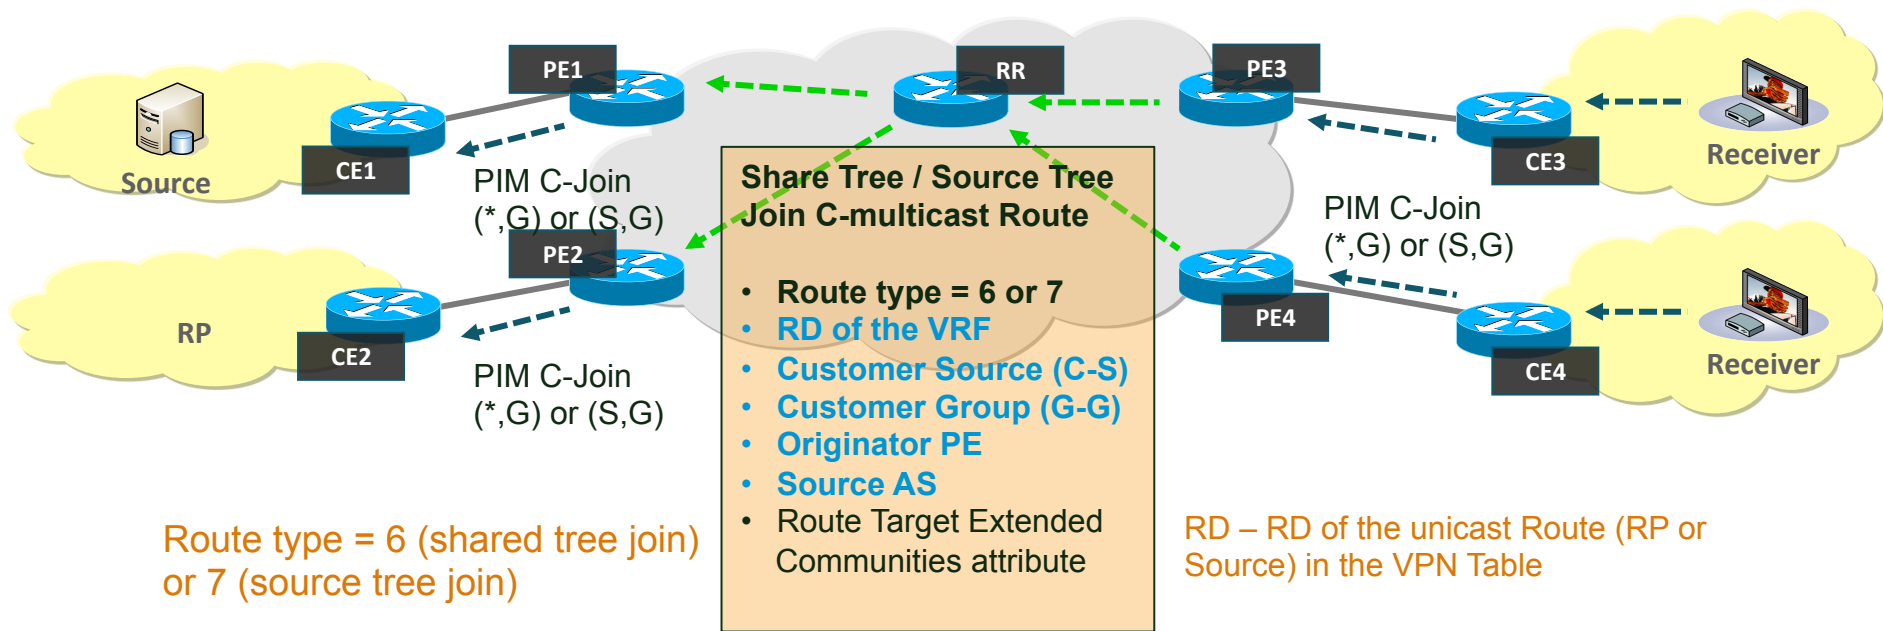 PE1
RR
PE3
CE1
Source
CE3
Receiver
PIM C-Join
(*,G) or (S,G)
Share Tree / Source Tree
Join C-multicast Route
PIM C-Join
(*,G) or (S,G)
PE2
RP
CE2
PE4
CE4
Receiver
PIM C-Join
(*,G) or (S,G)
• Route type = 6 or 7
• RD of the VRF
• Customer Source (C-S)
• Customer Group (G-G)
• Originator PE
• Source AS
• Route Target Extended
Communities attribute
Route type = 6 (shared tree join)
or 7 (source tree join)
RD – RD of the unicast Route (RP or
Source) in the VPN Table